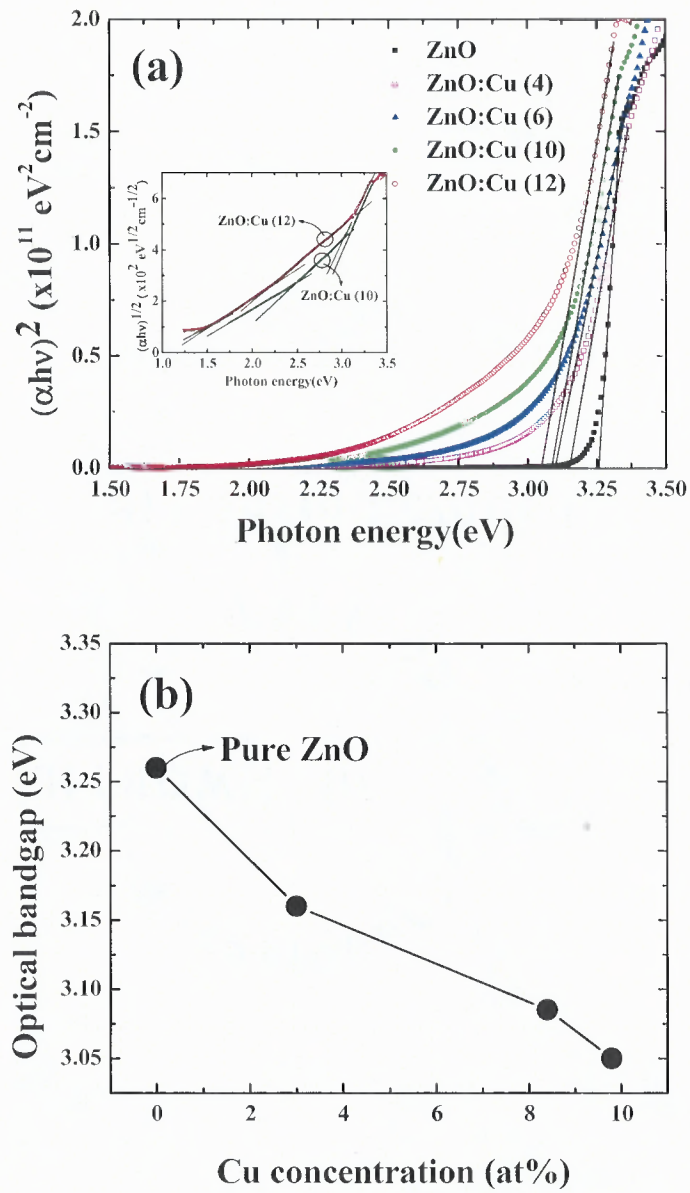 (a)
ZnO
ZnO:Cu (4)
ZnO:Cu (6)
ZnO:Cu (10)
ZnO:Cu (12)
2.0
1.5
1.0
0.5
0.0
(αhν)² (x10¹¹ eV²cm⁻²)
6
4
2
0
(αhν)^1/2 (x10² eV^1/2 cm^-1/2)
ZnO:Cu (12)
ZnO:Cu (10)
1.0 1.5 2.0 2.5 3.0 3.5
Photon energy(eV)
1.50 1.75 2.00 2.25 2.50 2.75 3.00 3.25 3.50
Photon energy(eV)
(b)
Pure ZnO
3.35
3.30
3.25
3.20
3.15
3.10
3.05
Optical bandgap (eV)
0 2 4 6 8 10
Cu concentration (at%)